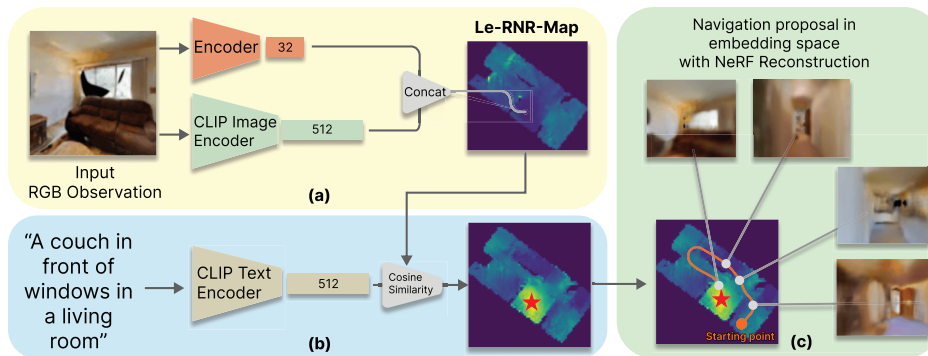 Encoder
32
Concat
CLIP Image
Encoder
512
Input
RGB Observation
(a)
Le-RNR-Map
“A couch in
front of
windows in
a living
room”
CLIP Text
Encoder
512
Cosine
Similarity
(b)
Navigation proposal in
embedding space
with NeRF Reconstruction
Starting point
(c)